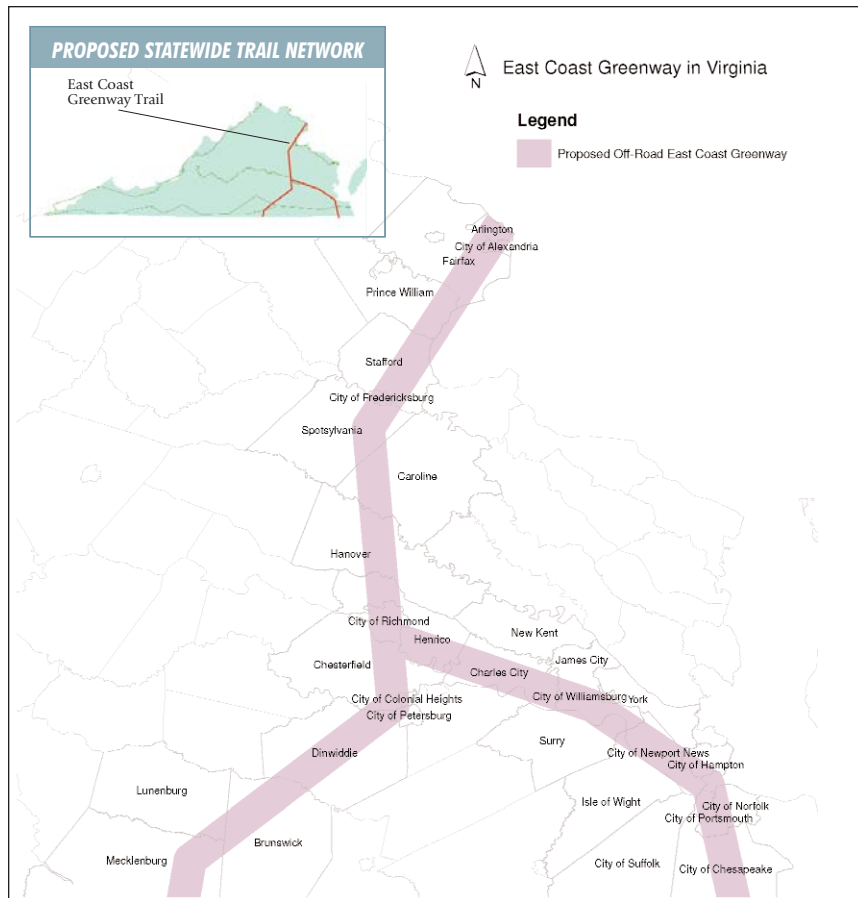 PROPOSED STATEWIDE TRAIL NETWORK
East Coast
Greenway Trail
N
East Coast Greenway in Virginia
Legend
Proposed Off-Road East Coast Greenway
Arlington
City of Alexandria
Fairfax
Prince William
Stafford
City of Fredericksburg
Spotsylvania
Caroline
Hanover
City of Richmond
Henrico
New Kent
Chesterfield
James City
Charles City
City of Williamsburg
York
City of Colonial Heights
City of Petersburg
Surry
Dinwiddie
City of Newport News
City of Hampton
Lunenburg
Isle of Wight
City of Norfolk
City of Portsmouth
Brunswick
Mecklenburg
City of Suffolk
City of Chesapeake